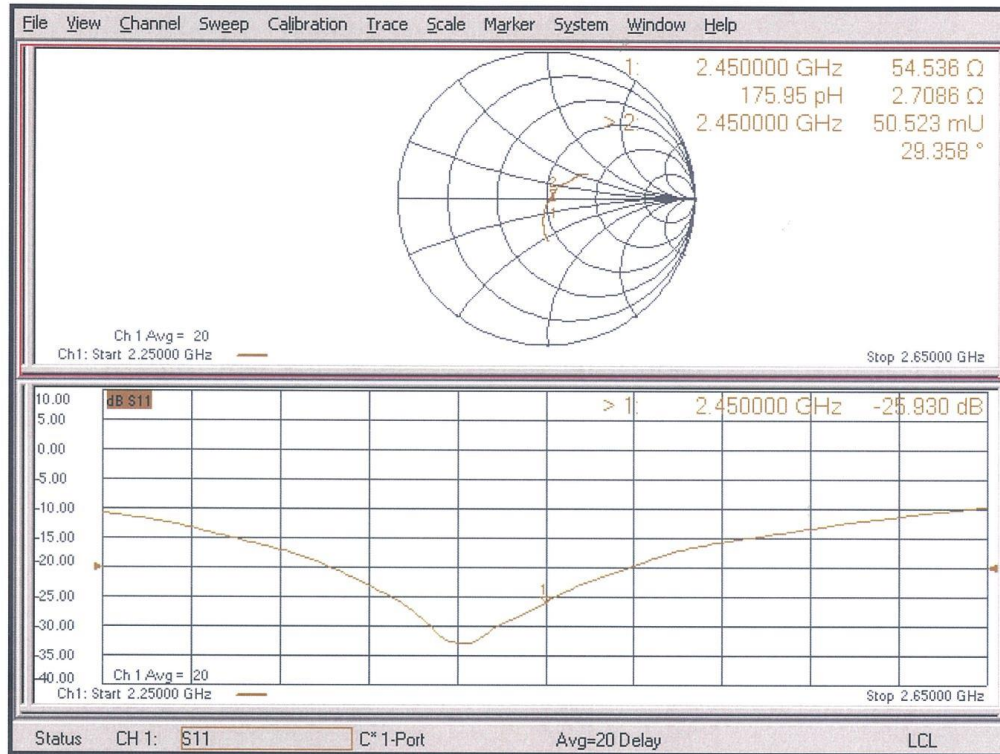 File View Channel Sweep Calibration Trace Scale Marker System Window Help
1: 2.450000 GHz 54.536 Ω
175.95 pH 2.7086 Ω
> 2: 2.450000 GHz 50.523 mU
29.358 °
Ch 1 Avg = 20
Ch1: Start 2.25000 GHz
Stop 2.65000 GHz
10.00
dB S11
> 1: 2.450000 GHz -25.930 dB
5.00
0.00
-5.00
-10.00
-15.00
-20.00
-25.00
1
-30.00
-35.00
-40.00
Ch 1 Avg = 20
Ch1: Start 2.25000 GHz
Stop 2.65000 GHz
Status CH 1: S11 C* 1-Port Avg=20 Delay LCL